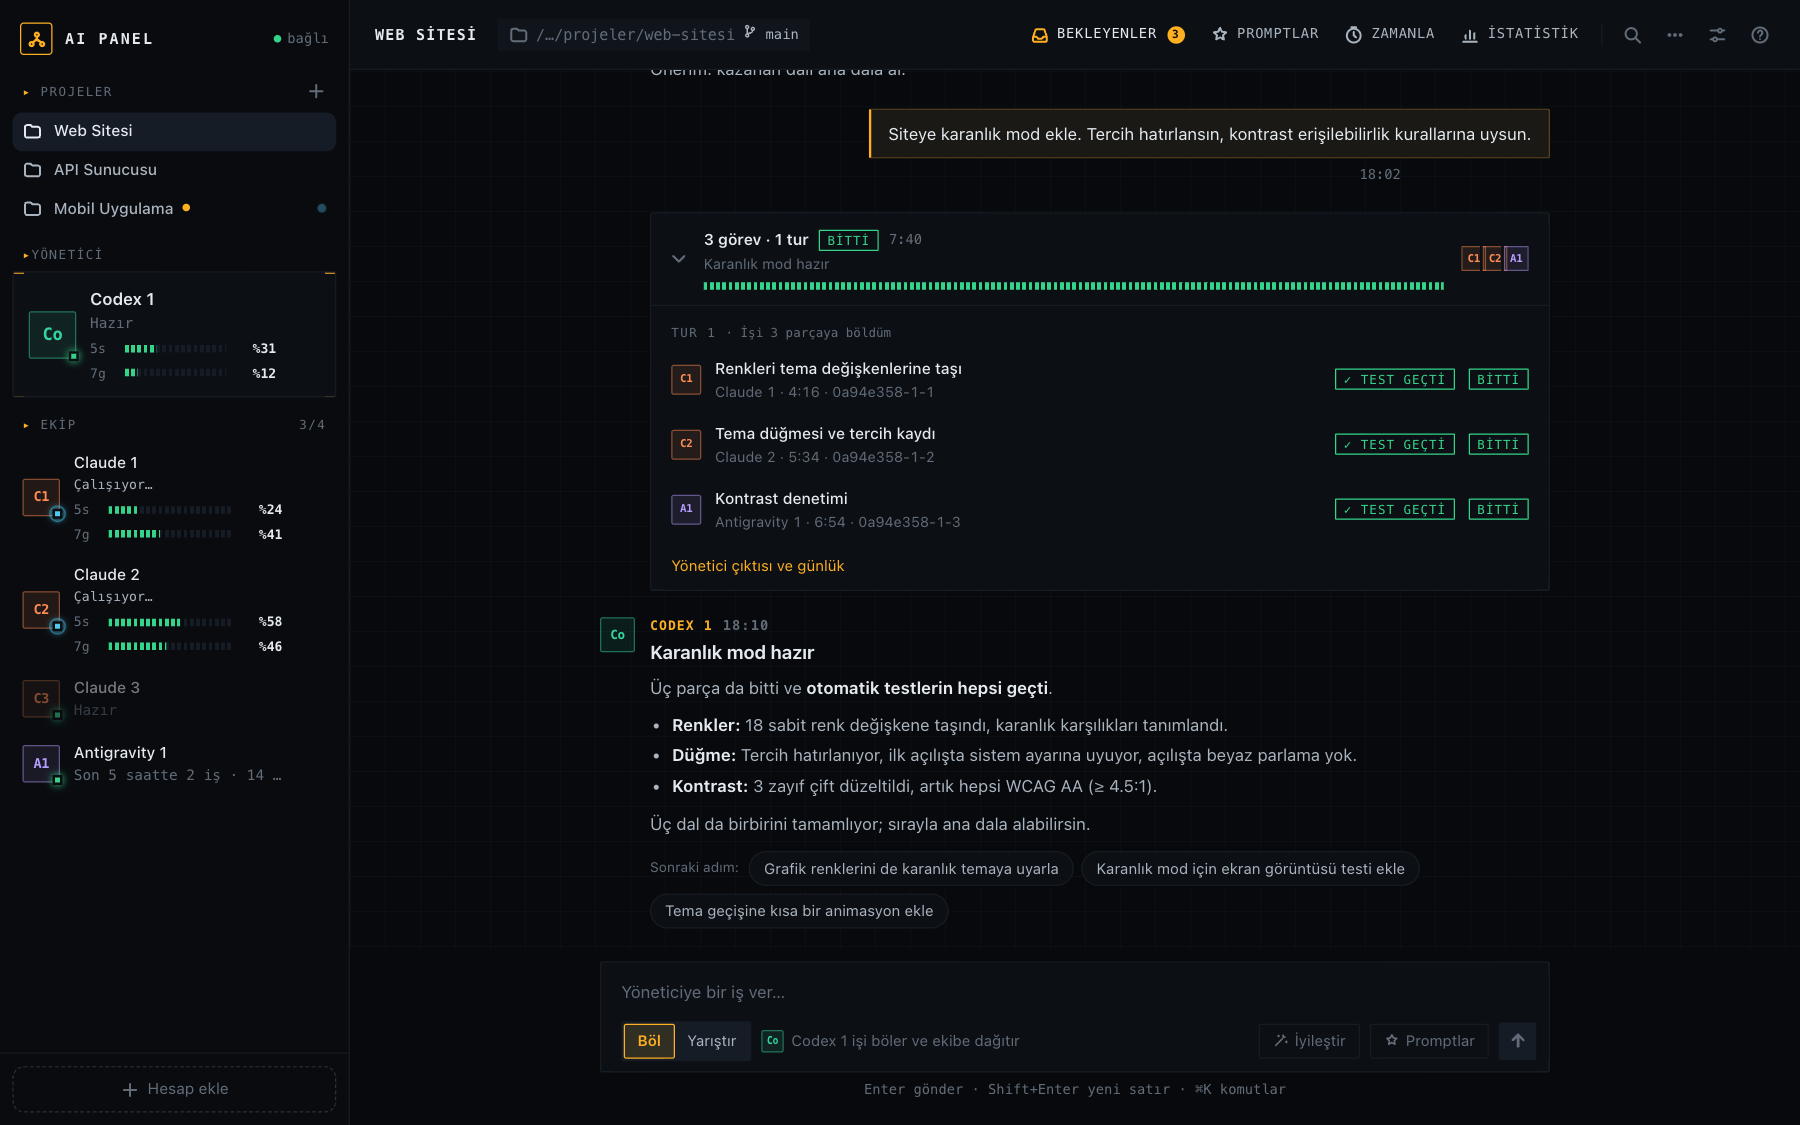 AI PANEL
bağlı
PROJELER
Web Sitesi
API Sunucusu
Mobil Uygulama
YÖNETİCİ
Co
Codex 1
Hazır
5s %31
7g %12
EKİP 3/4
C1
Claude 1
Çalışıyor…
5s %24
7g %41
C2
Claude 2
Çalışıyor…
5s %58
7g %46
C3
Claude 3
Hazır
A1
Antigravity 1
Son 5 saatte 2 iş · 14 …
Hesap ekle
WEB SİTESİ
/…/projeler/web-sitesi main
BEKLEYENLER 3
PROMPTLAR
ZAMANLA
İSTATİSTİK
Önerim: kazanan dalı ana dala al.
Siteye karanlık mod ekle. Tercih hatırlansın, kontrast erişilebilirlik kurallarına uysun.
18:02
3 görev · 1 tur BİTTİ 7:40
Karanlık mod hazır
C1 C2 A1
TUR 1 · İşi 3 parçaya böldüm
C1
Renkleri tema değişkenlerine taşı
Claude 1 · 4:16 · 0a94e358-1-1
✓ TEST GEÇTİ BİTTİ
C2
Tema düğmesi ve tercih kaydı
Claude 2 · 5:34 · 0a94e358-1-2
✓ TEST GEÇTİ BİTTİ
A1
Kontrast denetimi
Antigravity 1 · 6:54 · 0a94e358-1-3
✓ TEST GEÇTİ BİTTİ
Yönetici çıktısı ve günlük
Co
CODEX 1 18:10
Karanlık mod hazır
Üç parça da bitti ve otomatik testlerin hepsi geçti.
• Renkler: 18 sabit renk değişkene taşındı, karanlık karşılıkları tanımlandı.
• Düğme: Tercih hatırlanıyor, ilk açılışta sistem ayarına uyuyor, açılışta beyaz parlama yok.
• Kontrast: 3 zayıf çift düzeltildi, artık hepsi WCAG AA (≥ 4.5:1).
Üç dal da birbirini tamamlıyor; sırayla ana dala alabilirsin.
Sonraki adım: Grafik renklerini de karanlık temaya uyarla Karanlık mod için ekran görüntüsü testi ekle
Tema geçişine kısa bir animasyon ekle
Yöneticiye bir iş ver…
Böl Yarıştır Co Codex 1 işi böler ve ekibe dağıtır İyileştir Promptlar
Enter gönder · Shift+Enter yeni satır · ⌘K komutlar